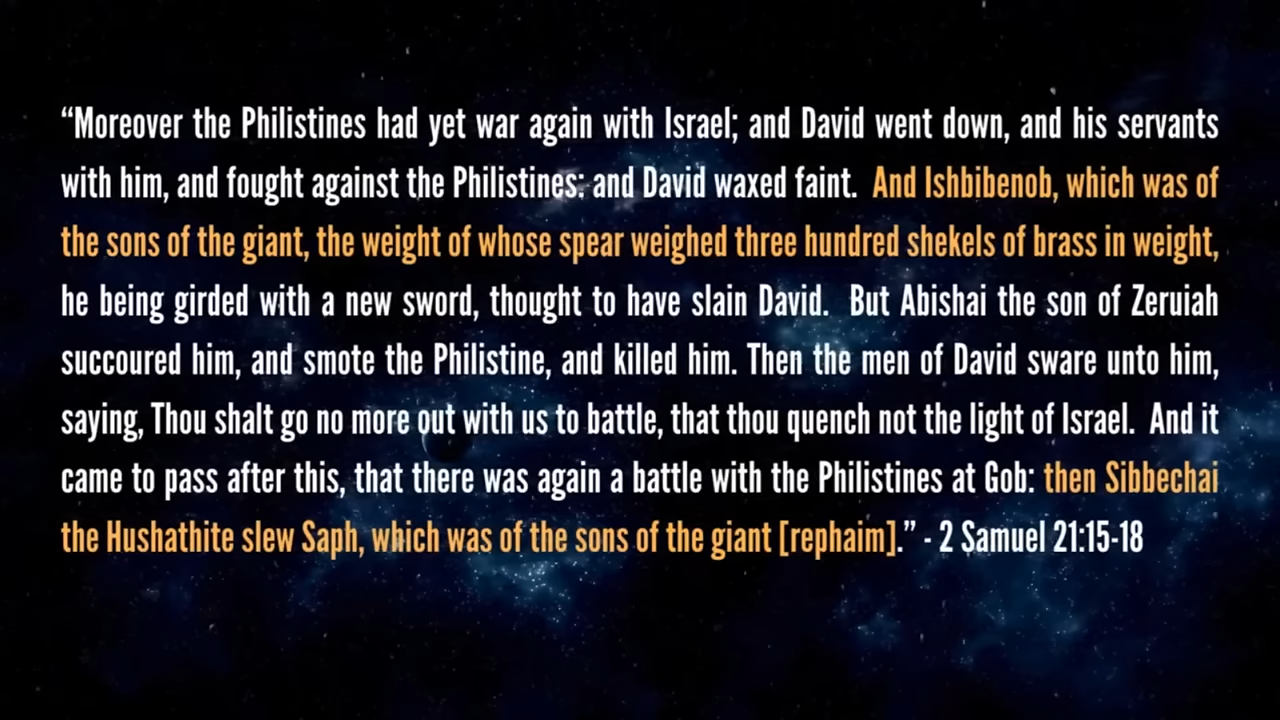 “Moreover the Philistines had yet war again with Israel; and David went down, and his servants
with him, and fought against the Philistines: and David waxed faint.  And Ishbibenob, which was of
the sons of the giant, the weight of whose spear weighed three hundred shekels of brass in weight,
he being girded with a new sword, thought to have slain David.  But Abishai the son of Zeruiah
succoured him, and smote the Philistine, and killed him. Then the men of David sware unto him,
saying, Thou shalt go no more out with us to battle, that thou quench not the light of Israel.  And it
came to pass after this, that there was again a battle with the Philistines at Gob: then Sibbechai
the Hushathite slew Saph, which was of the sons of the giant [rephaim].” - 2 Samuel 21:15-18